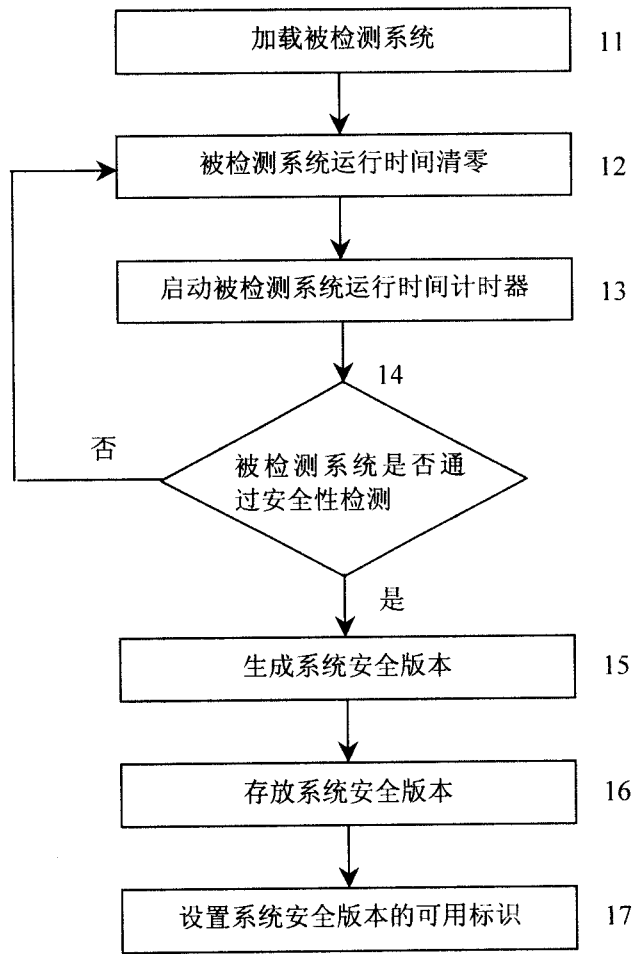 加载被检测系统 11
被检测系统运行时间清零 12
启动被检测系统运行时间计时器 13
14
否
被检测系统是否通
过安全性检测
是
生成系统安全版本 15
存放系统安全版本 16
设置系统安全版本的可用标识 17